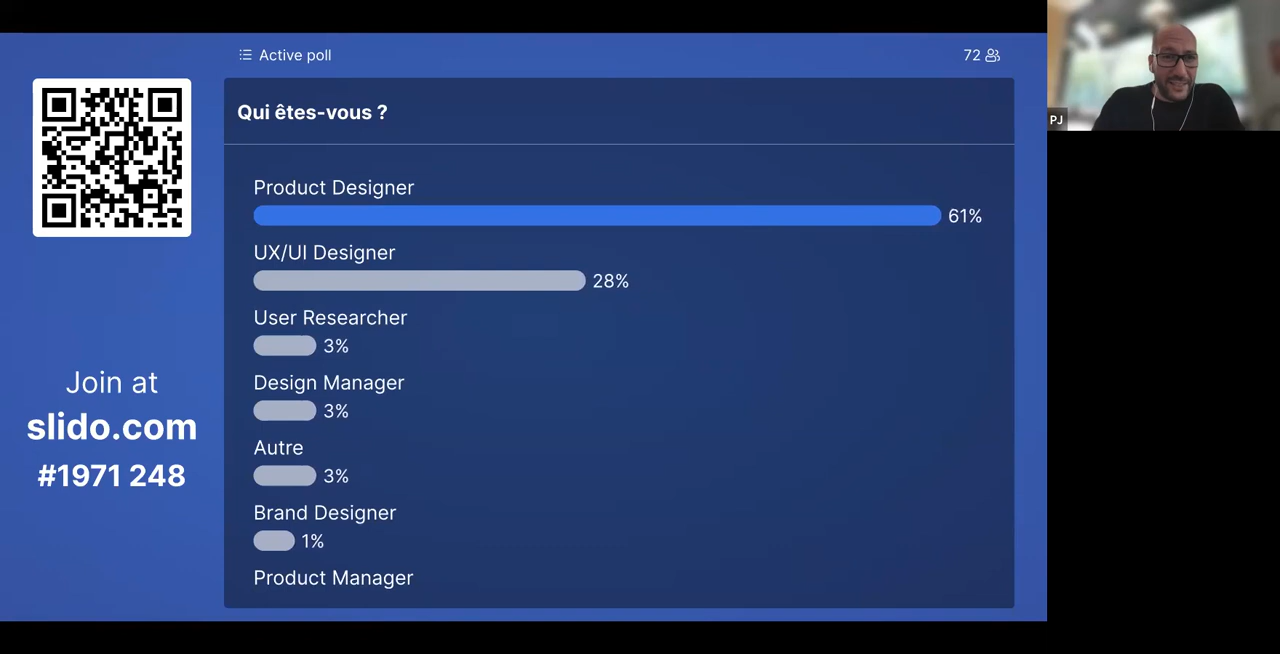 Active poll
72
Qui êtes-vous ?
Product Designer
61%
UX/UI Designer
28%
User Researcher
3%
Design Manager
3%
Autre
3%
Brand Designer
1%
Product Manager
Join at
slido.com
#1971 248
PJ